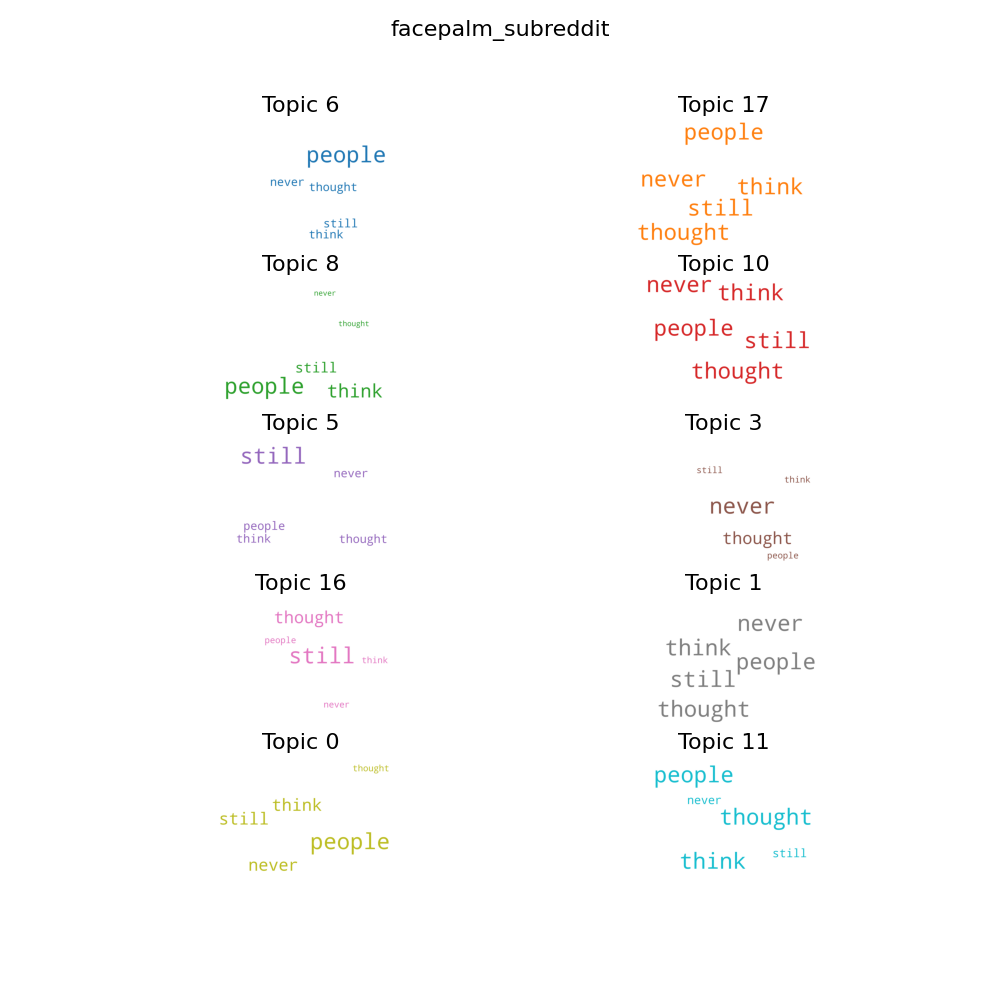 facepalm_subreddit
Topic 6
people
never thought
still
think
Topic 17
people
never think
still
thought
Topic 8
never
thought
still
people think
Topic 10
never think
people still
thought
Topic 5
still
never
people
think thought
Topic 3
still
think
never
thought
people
Topic 16
thought
people
still think
never
Topic 1
never
think
people
still
thought
Topic 0
thought
think
still
people
never
Topic 11
people
never
thought
still
think